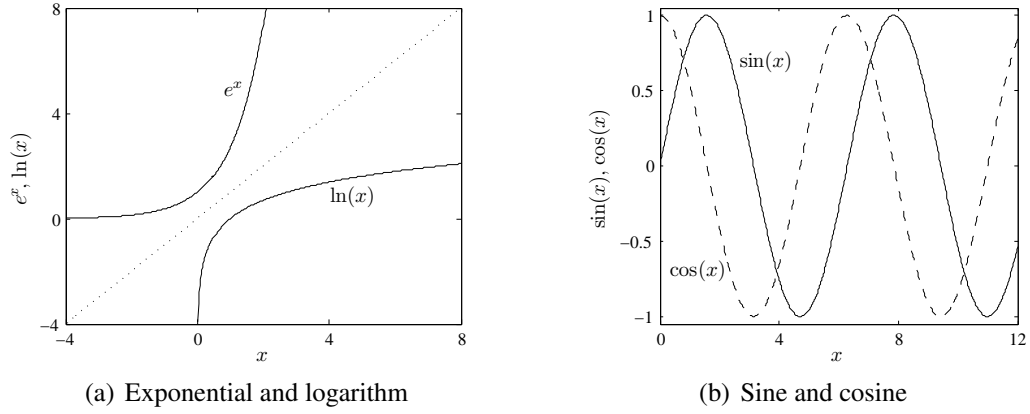 8
4
0
−4
−4
0
4
8
e^x, ln(x)
x
e^x
ln(x)
(a) Exponential and logarithm
1
0.5
0
−0.5
−1
0
4
8
12
sin(x), cos(x)
x
sin(x)
cos(x)
(b) Sine and cosine